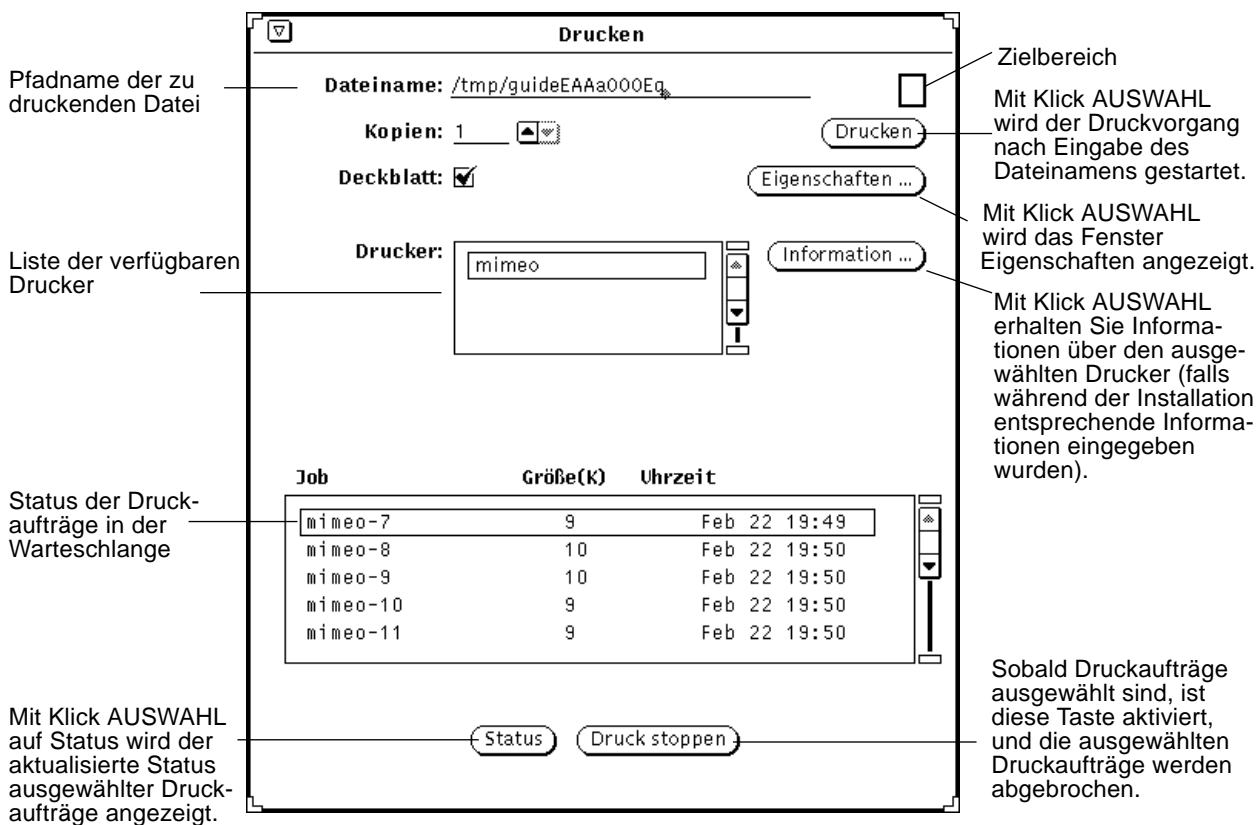 Drucken
Pfadname der zu
druckenden Datei
Dateiname: /tmp/guideEAAa000Eq
Zielbereich
Kopien: 1
Drucken
Mit Klick AUSWAHL
wird der Druckvorgang
nach Eingabe des
Dateinamens gestartet.
Deckblatt:
Eigenschaften ...
Mit Klick AUSWAHL
wird das Fenster
Eigenschaften angezeigt.
Liste der verfügbaren
Drucker
Drucker:
mimeo
Information ...
Mit Klick AUSWAHL
erhalten Sie Informa-
tionen über den ausge-
wählten Drucker (falls
während der Installation
entsprechende Informa-
tionen eingegeben
wurden).
Job Größe(K) Uhrzeit
Status der Druck-
aufträge in der
Warteschlange
mimeo-7 9 Feb 22 19:49
mimeo-8 10 Feb 22 19:50
mimeo-9 10 Feb 22 19:50
mimeo-10 9 Feb 22 19:50
mimeo-11 9 Feb 22 19:50
Mit Klick AUSWAHL
auf Status wird der
aktualisierte Status
ausgewählter Druck-
aufträge angezeigt.
Status Druck stoppen
Sobald Druckaufträge
ausgewählt sind, ist
diese Taste aktiviert,
und die ausgewählten
Druckaufträge werden
abgebrochen.